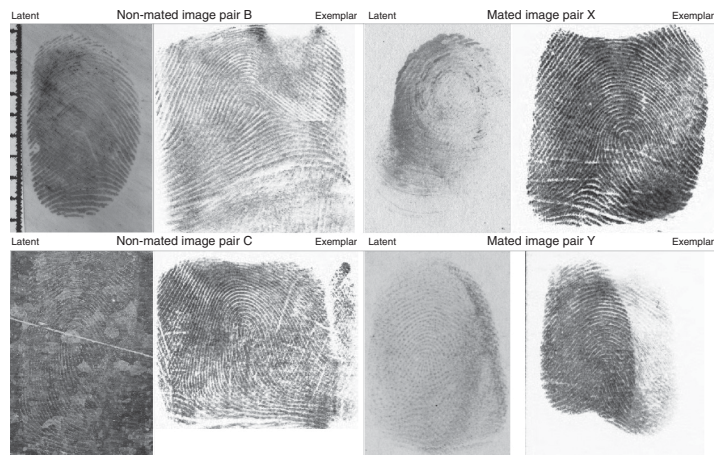 Latent Non-mated image pair B Exemplar Latent Mated image pair X Exemplar
Latent Non-mated image pair C Exemplar Latent Mated image pair Y Exemplar